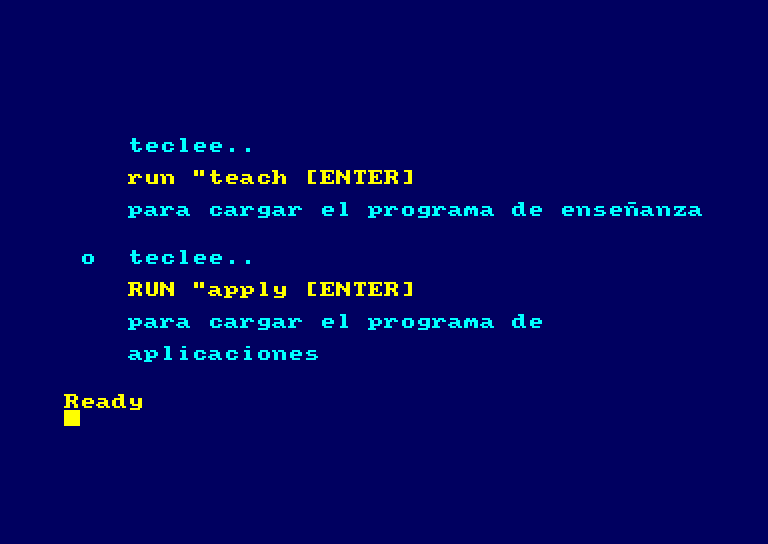 teclee..
run "teach [ENTER]
para cargar el programa de enseñanza
o teclee..
RUN "apply [ENTER]
para cargar el programa de
aplicaciones
Ready